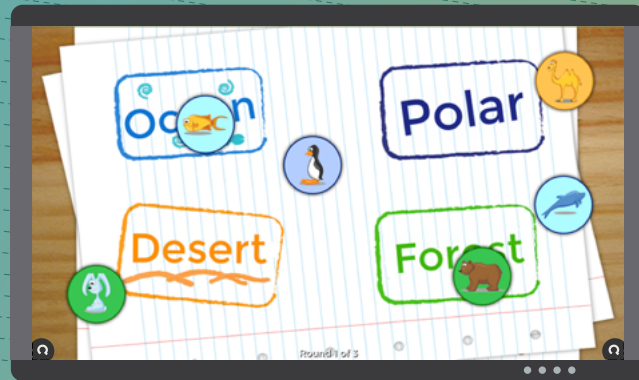 Ocean
Polar
Desert
Forest
Round 1 of 3